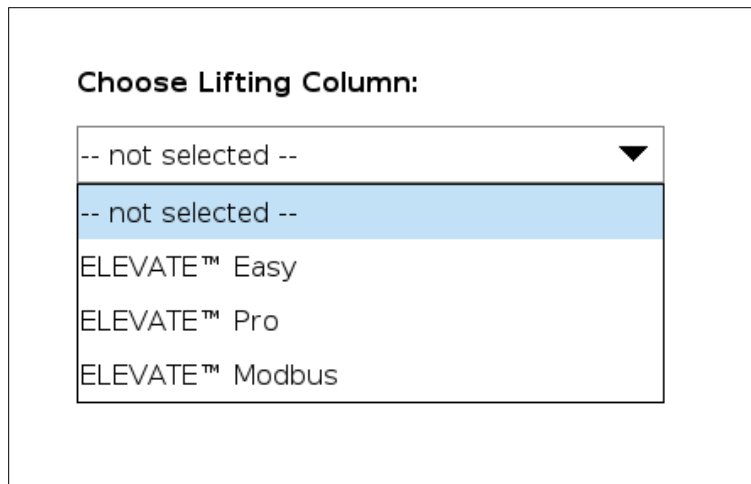 Choose Lifting Column:
-- not selected --
-- not selected --
ELEVATE™ Easy
ELEVATE™ Pro
ELEVATE™ Modbus